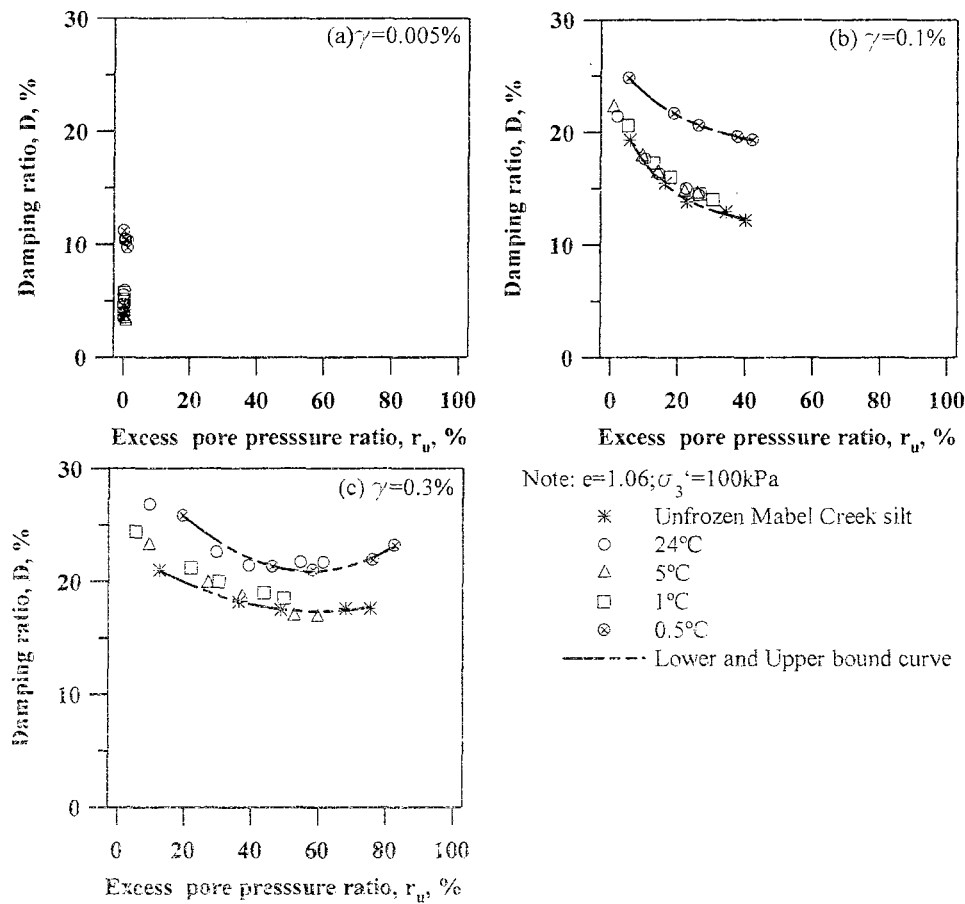 (a) γ=0.005%
30
20
10
0
Damping ratio, D, %
0 20 40 60 80 100
Excess pore presssure ratio, r_u, %
(b) γ=0.1%
30
20
10
0
Damping ratio, D, %
0 20 40 60 80 100
Excess pore presssure ratio, r_u, %
(c) γ=0.3%
30
20
10
0
Damping ratio, D, %
0 20 40 60 80 100
Excess pore presssure ratio, r_u, %
Note: e=1.06;σ_3‘=100kPa
Unfrozen Mabel Creek silt
24°C
5°C
1°C
0.5°C
Lower and Upper bound curve